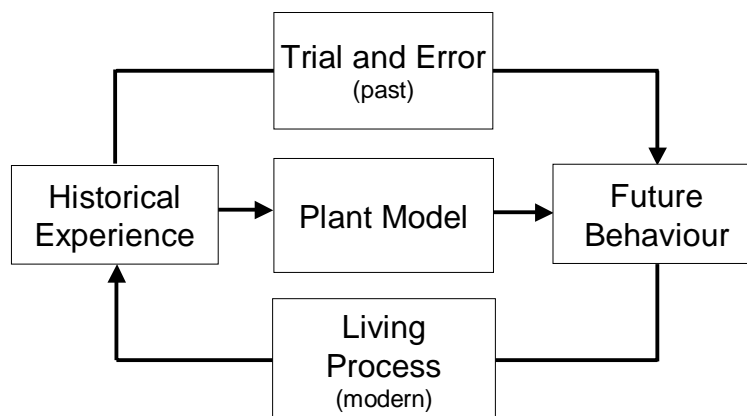 Trial and Error
(past)
Historical
Experience
Plant Model
Future
Behaviour
Living
Process
(modern)